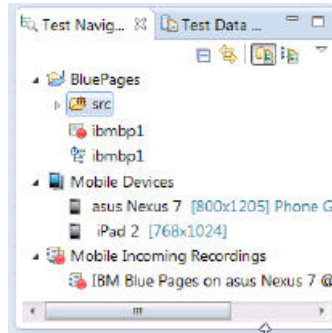 Test Navig...
Test Data ...
BluePages
src
ibmbp1
ibmbp1
Mobile Devices
asus Nexus 7 [800x1205] Phone G
iPad 2 [768x1024]
Mobile Incoming Recordings
IBM Blue Pages on asus Nexus 7 @